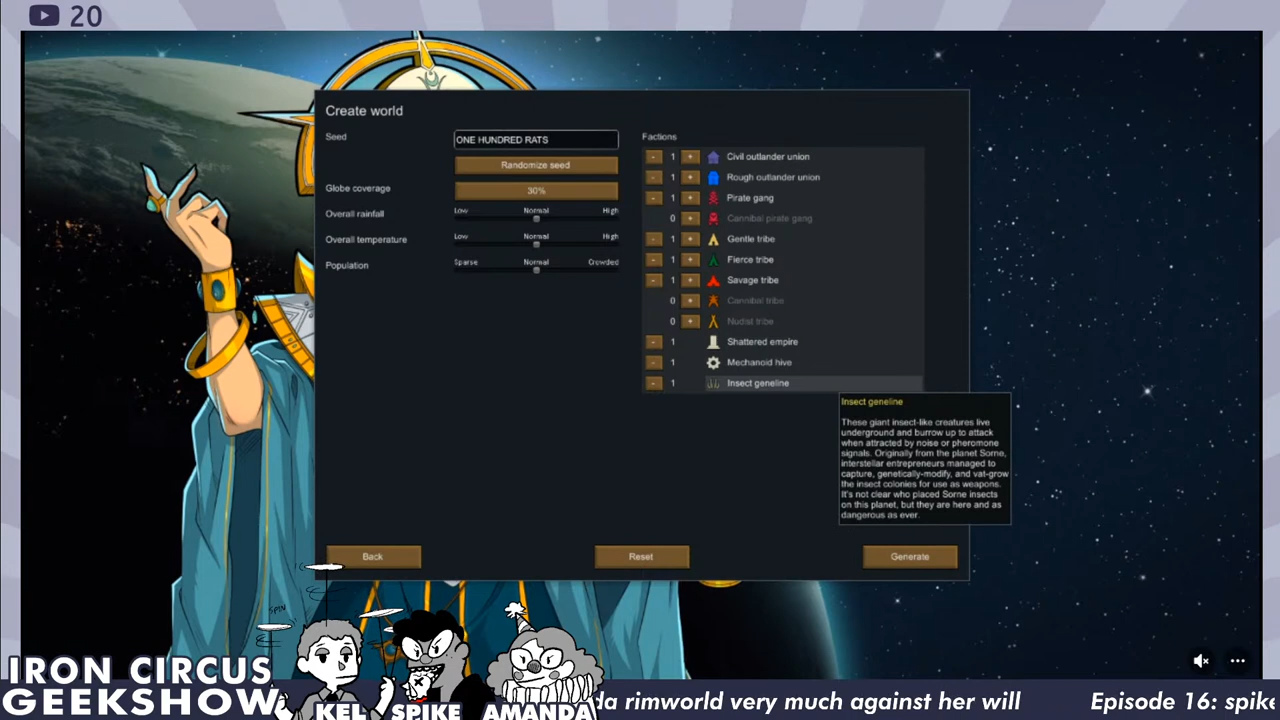 20
Create world
Seed
ONE HUNDRED RATS
Randomize seed
Globe coverage
30%
Overall rainfall
Low Normal High
Overall temperature
Low Normal High
Population
Sparse Normal Crowded
Factions
- 1 + Civil outlander union
- 1 + Rough outlander union
- 1 + Pirate gang
0 + Cannibal pirate gang
- 1 + Gentle tribe
- 1 + Fierce tribe
- 1 + Savage tribe
0 + Cannibal tribe
0 + Nudist tribe
- 1 Shattered empire
- 1 Mechanoid hive
- 1 Insect geneline
Insect geneline
These giant insect-like creatures live
underground and burrow up to attack
when attracted by noise or pheromone
signals. Originally from the planet Sorne,
interstellar entrepreneurs managed to
capture, genetically-modify, and vat-grow
the insect colonies for use as weapons.
It's not clear who placed Sorne insects
on this planet, but they are here and as
dangerous as ever.
Back
Reset
Generate
SPIN
IRON CIRCUS
GEEKSHOW
KEL SPIKE AMANDA
da rimworld very much against her will Episode 16: spike